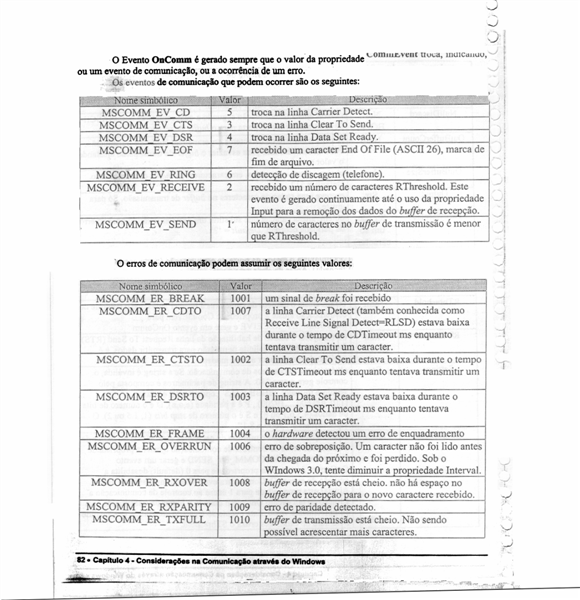 O Evento OnComm é gerado sempre que o valor da propriedade CommEvent troca, indicando,
ou um evento de comunicação, ou a ocorrência de um erro.
Os eventos de comunicação que podem ocorrer são os seguintes:
Nome simbólico Valor Descrição
MSCOMM_EV_CD 5 troca na linha Carrier Detect.
MSCOMM_EV_CTS 3 troca na linha Clear To Send.
MSCOMM_EV_DSR 4 troca na linha Data Set Ready.
MSCOMM_EV_EOF 7 recebido um caracter End Of File (ASCII 26), marca de
fim de arquivo.
MSCOMM_EV_RING 6 detecção de discagem (telefone).
MSCOMM_EV_RECEIVE 2 recebido um número de caracteres RThreshold. Este
evento é gerado continuamente até o uso da propriedade
Input para a remoção dos dados do buffer de recepção.
MSCOMM_EV_SEND 1 número de caracteres no buffer de transmissão é menor
que RThreshold.
O erros de comunicação podem assumir os seguintes valores:
Nome simbólico Valor Descrição
MSCOMM_ER_BREAK 1001 um sinal de break foi recebido
MSCOMM_ER_CDTO 1007 a linha Carrier Detect (também conhecida como
Receive Line Signal Detect=RLSD) estava baixa
durante o tempo de CDTimeout ms enquanto
tentava transmitir um caracter.
MSCOMM_ER_CTSTO 1002 a linha Clear To Send estava baixa durante o tempo
de CTSTimeout ms enquanto tentava transmitir um
caracter.
MSCOMM_ER_DSRTO 1003 a linha Data Set Ready estava baixa durante o
tempo de DSRTimeout ms enquanto tentava
transmitir um caracter.
MSCOMM_ER_FRAME 1004 o hardware detectou um erro de enquadramento
MSCOMM_ER_OVERRUN 1006 erro de sobreposição. Um caracter não foi lido antes
da chegada do próximo e foi perdido. Sob o
WIndows 3.0, tente diminuir a propriedade Interval.
MSCOMM_ER_RXOVER 1008 buffer de recepção está cheio. não há espaço no
buffer de recepção para o novo caractere recebido.
MSCOMM_ER_RXPARITY 1009 erro de paridade detectado.
MSCOMM_ER_TXFULL 1010 buffer de transmissão está cheio. Não sendo
possível acrescentar mais caracteres.
82 • Capítulo 4 - Considerações na Comunicação através do Windows